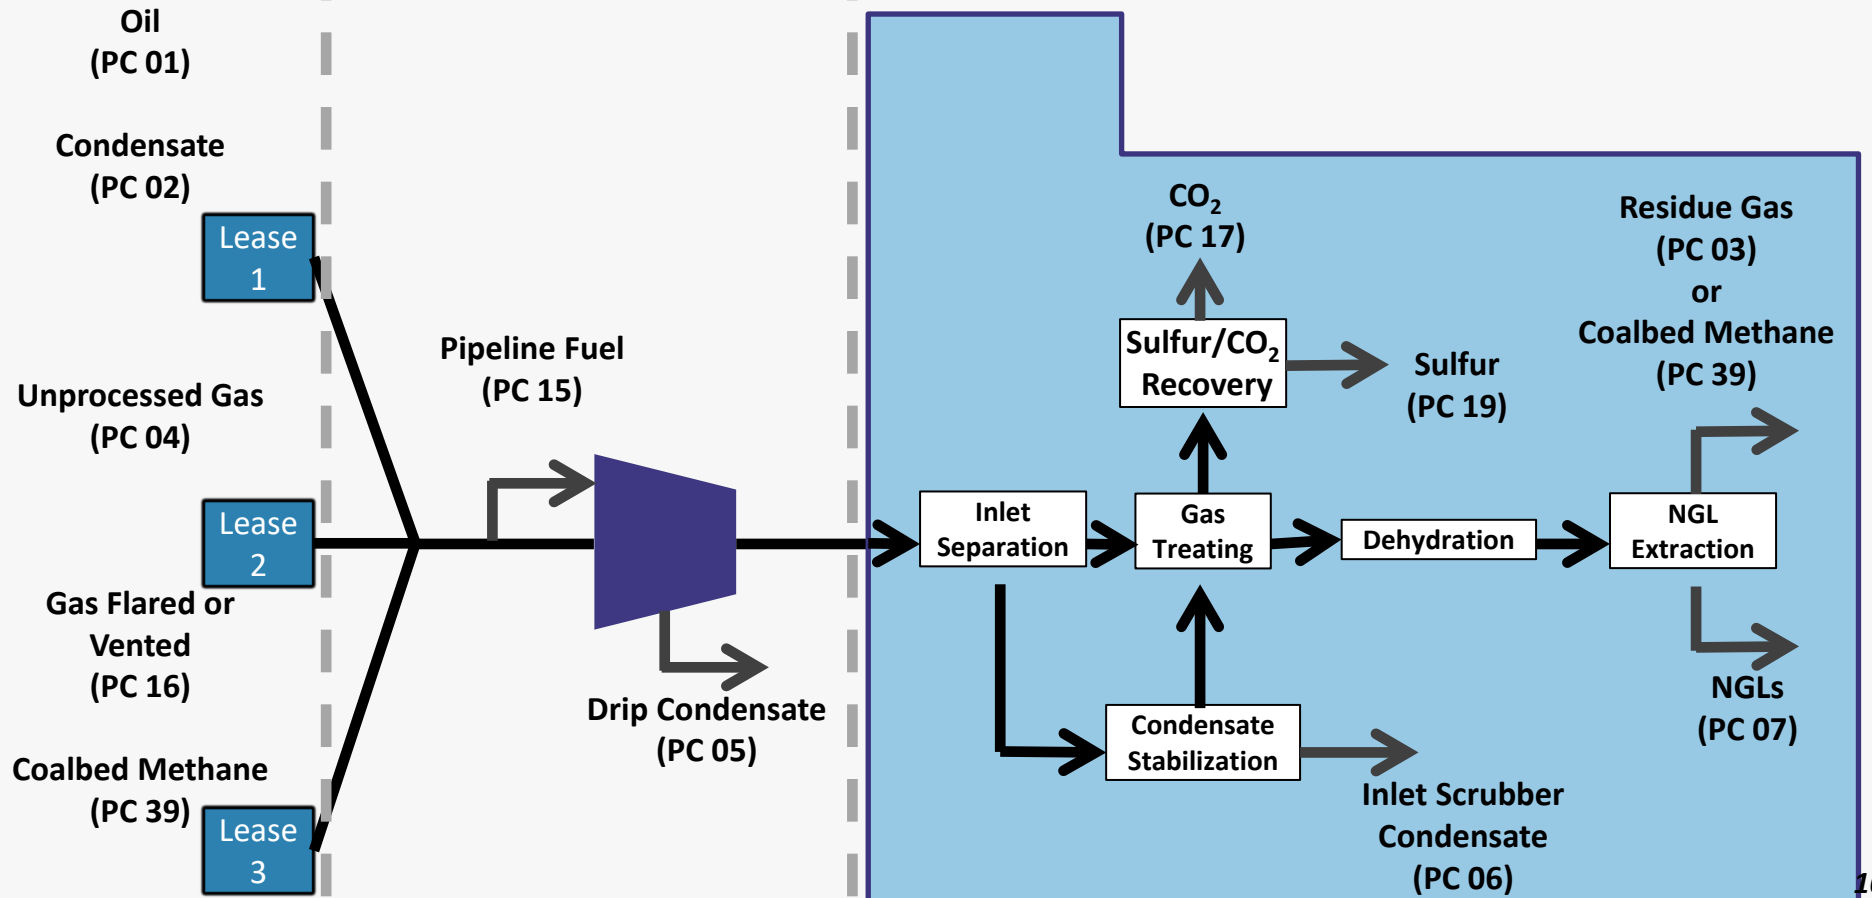 Oil
(PC 01)
Condensate
(PC 02)
Lease
1
Unprocessed Gas
(PC 04)
Lease
2
Gas Flared or
Vented
(PC 16)
Coalbed Methane
(PC 39)
Lease
3
Pipeline Fuel
(PC 15)
Drip Condensate
(PC 05)
CO₂
(PC 17)
Sulfur/CO₂
Recovery
Sulfur
(PC 19)
Residue Gas
(PC 03)
or
Coalbed Methane
(PC 39)
Inlet
Separation
Gas
Treating
Dehydration
NGL
Extraction
NGLs
(PC 07)
Condensate
Stabilization
Inlet Scrubber
Condensate
(PC 06)